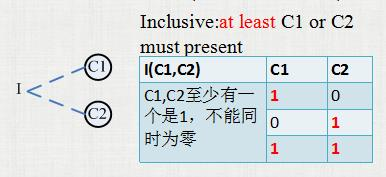 Inclusive:at least C1 or C2
must present
I
C1
C2
I(C1,C2) C1 C2
C1,C2至少有一
个是1，不能同
时为零
1 0
0 1
1 1